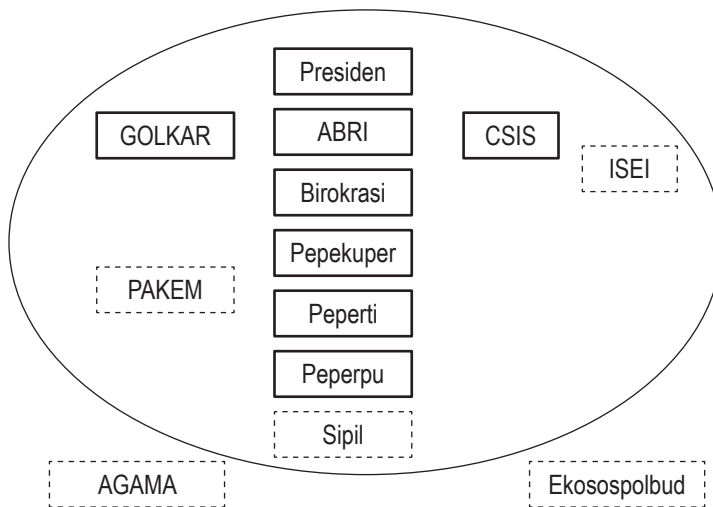 Presiden
GOLKAR
ABRI
CSIS
ISEI
Birokrasi
Pepekuper
PAKEM
Peperti
Peperpu
Sipil
AGAMA
Ekosospolbud